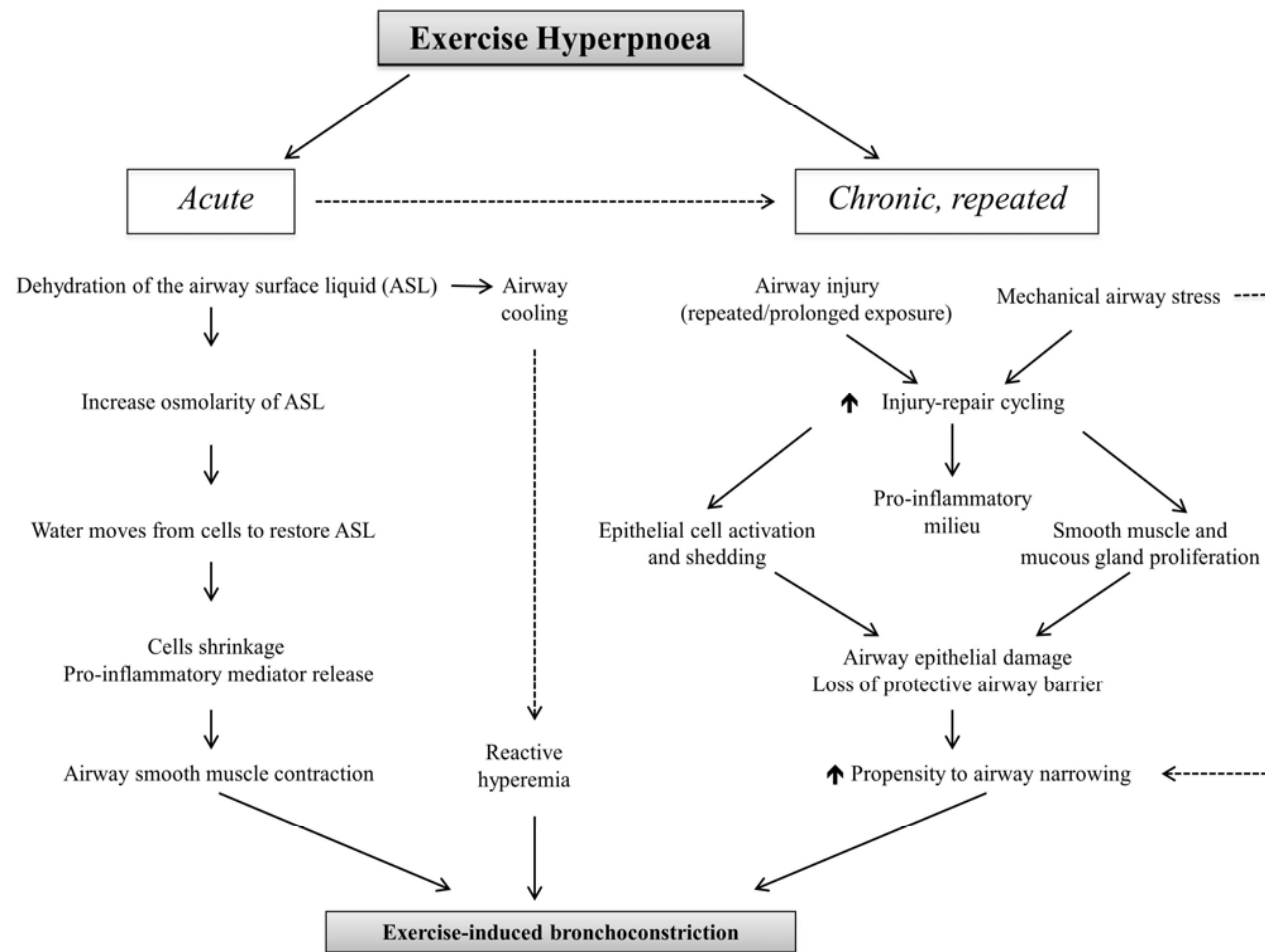 Exercise Hyperpnoea
Acute
Chronic, repeated
Dehydration of the airway surface liquid (ASL)
Airway
cooling
Increase osmolarity of ASL
Water moves from cells to restore ASL
Cells shrinkage
Pro-inflammatory mediator release
Airway smooth muscle contraction
Reactive
hyperemia
Airway injury
(repeated/prolonged exposure)
Mechanical airway stress
Injury-repair cycling
Epithelial cell activation
and shedding
Pro-inflammatory
milieu
Smooth muscle and
mucous gland proliferation
Airway epithelial damage
Loss of protective airway barrier
Propensity to airway narrowing
Exercise-induced bronchoconstriction